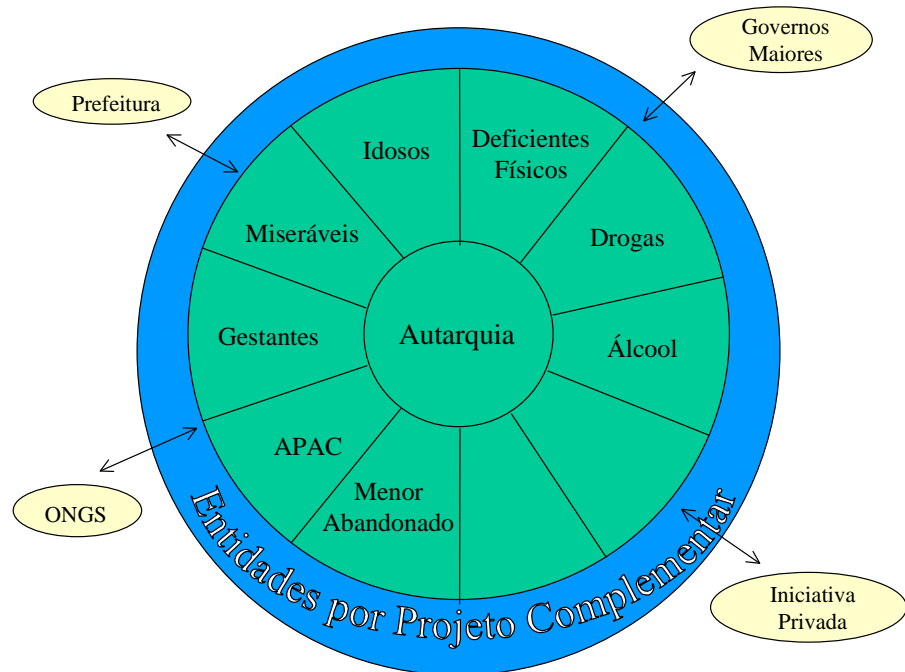 Governos
Maiores
Prefeitura
Idosos
Deficientes
Físicos
Miseráveis
Drogas
Gestantes
Autarquia
Álcool
APAC
Menor
Abandonado
ONGS
Entidades por Projeto Complementar
Iniciativa
Privada